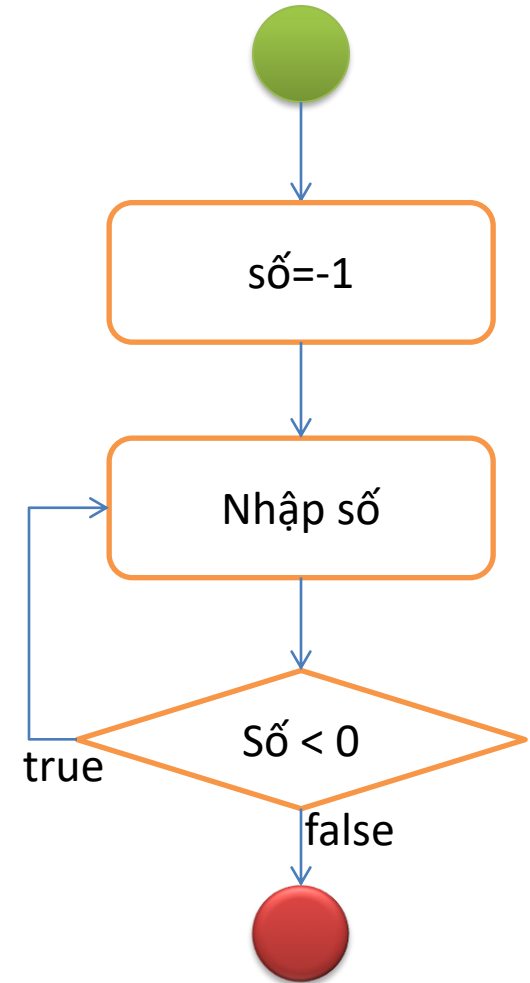 số=-1
Nhập số
Số < 0
true
false